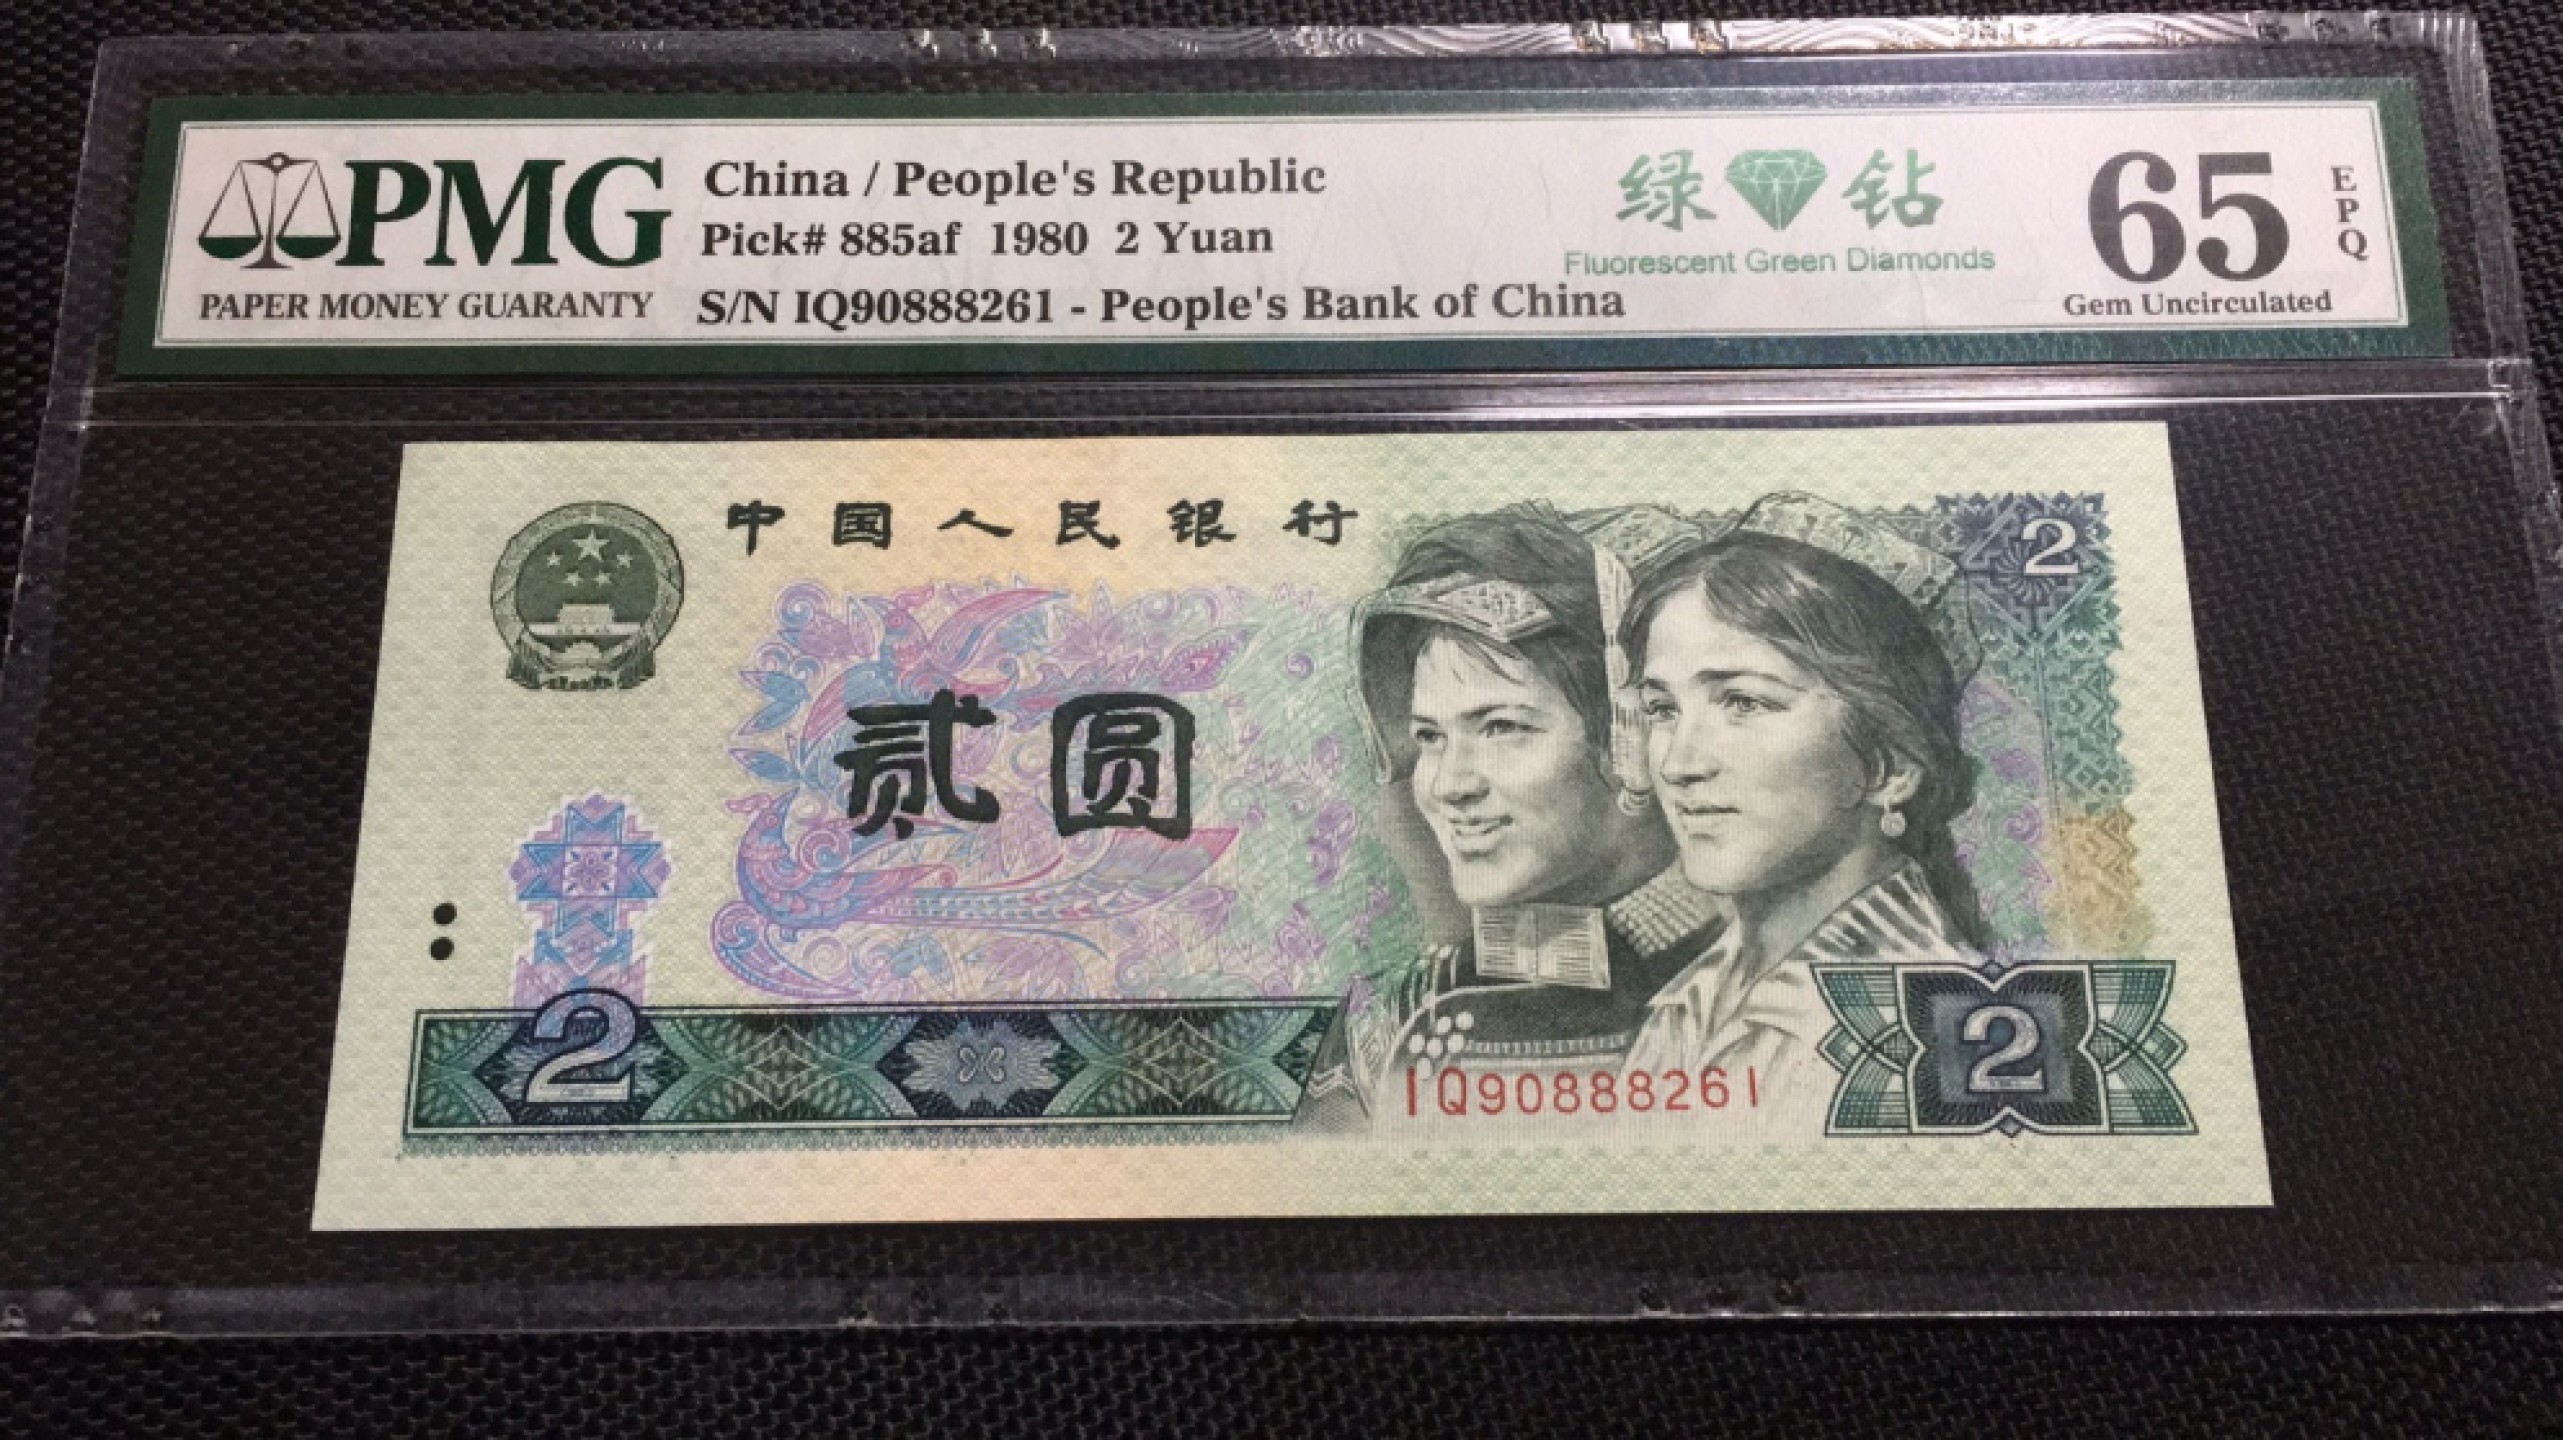 PMG
PAPER MONEY GUARANTY
China / People's Republic
Pick# 885af 1980 2 Yuan
S/N IQ90888261 - People's Bank of China
绿 钻
Fluorescent Green Diamonds
65
EPQ
Gem Uncirculated
中国人民银行
2
贰圆
2
2
IQ90888261